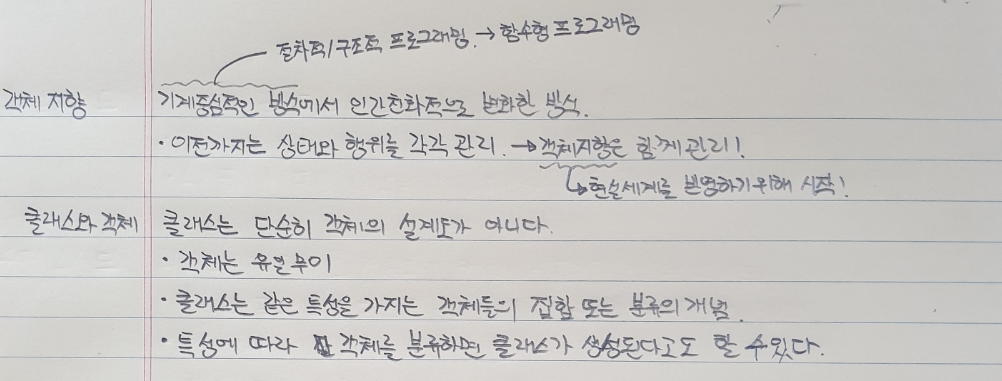 절차적/구조적 프로그래밍 → 함수형 프로그래밍
객체 지향 기계중심적인 방식에서 인간친화적으로 변화한 방식.
· 이전까지는 상태와 행위를 각각 관리. → 객체지향은 함께 관리!
↳ 현실세계를 반영하기 위해 시작!
클래스와 객체 클래스는 단순히 객체의 설계도가 아니다.
· 객체는 유일무이
· 클래스는 같은 특성을 가지는 객체들의 집합 또는 분류의 개념.
· 특성에 따라 객체를 분류하면 클래스가 생성된다고도 할 수 있다.